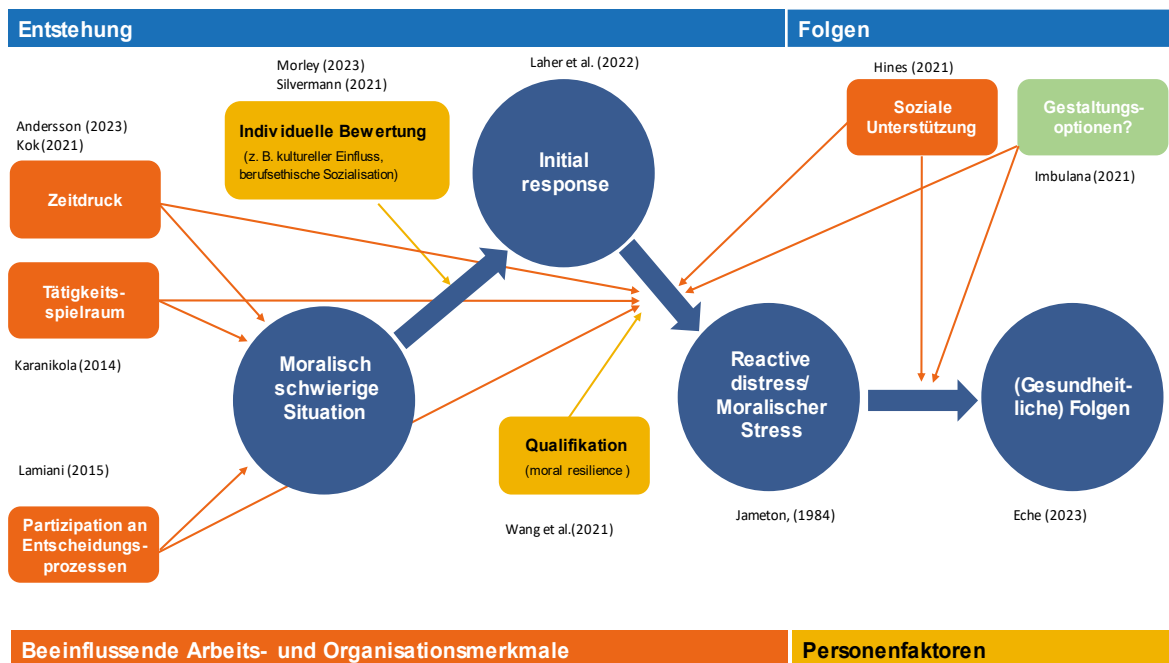 Entstehung
Folgen
Morley (2023)
Silvermann (2021)
Laher et al. (2022)
Hines (2021)
Andersson (2023)
Kok (2021)
Individuelle Bewertung
(z. B. kultureller Einfluss,
berufsethische Sozialisation)
Initial
response
Soziale
Unterstützung
Gestaltungs-
optionen?
Imbulana (2021)
Zeitdruck
Tätigkeits-
spielraum
Karanikola (2014)
Moralisch
schwierige
Situation
Reactive
distress/
Moralischer
Stress
(Gesundheit-
liche) Folgen
Qualifikation
(moral resilience )
Lamiani (2015)
Partizipation an
Entscheidungs-
prozessen
Wang et al.(2021)
Jameton, (1984)
Eche (2023)
Beeinflussende Arbeits- und Organisationsmerkmale
Personenfaktoren